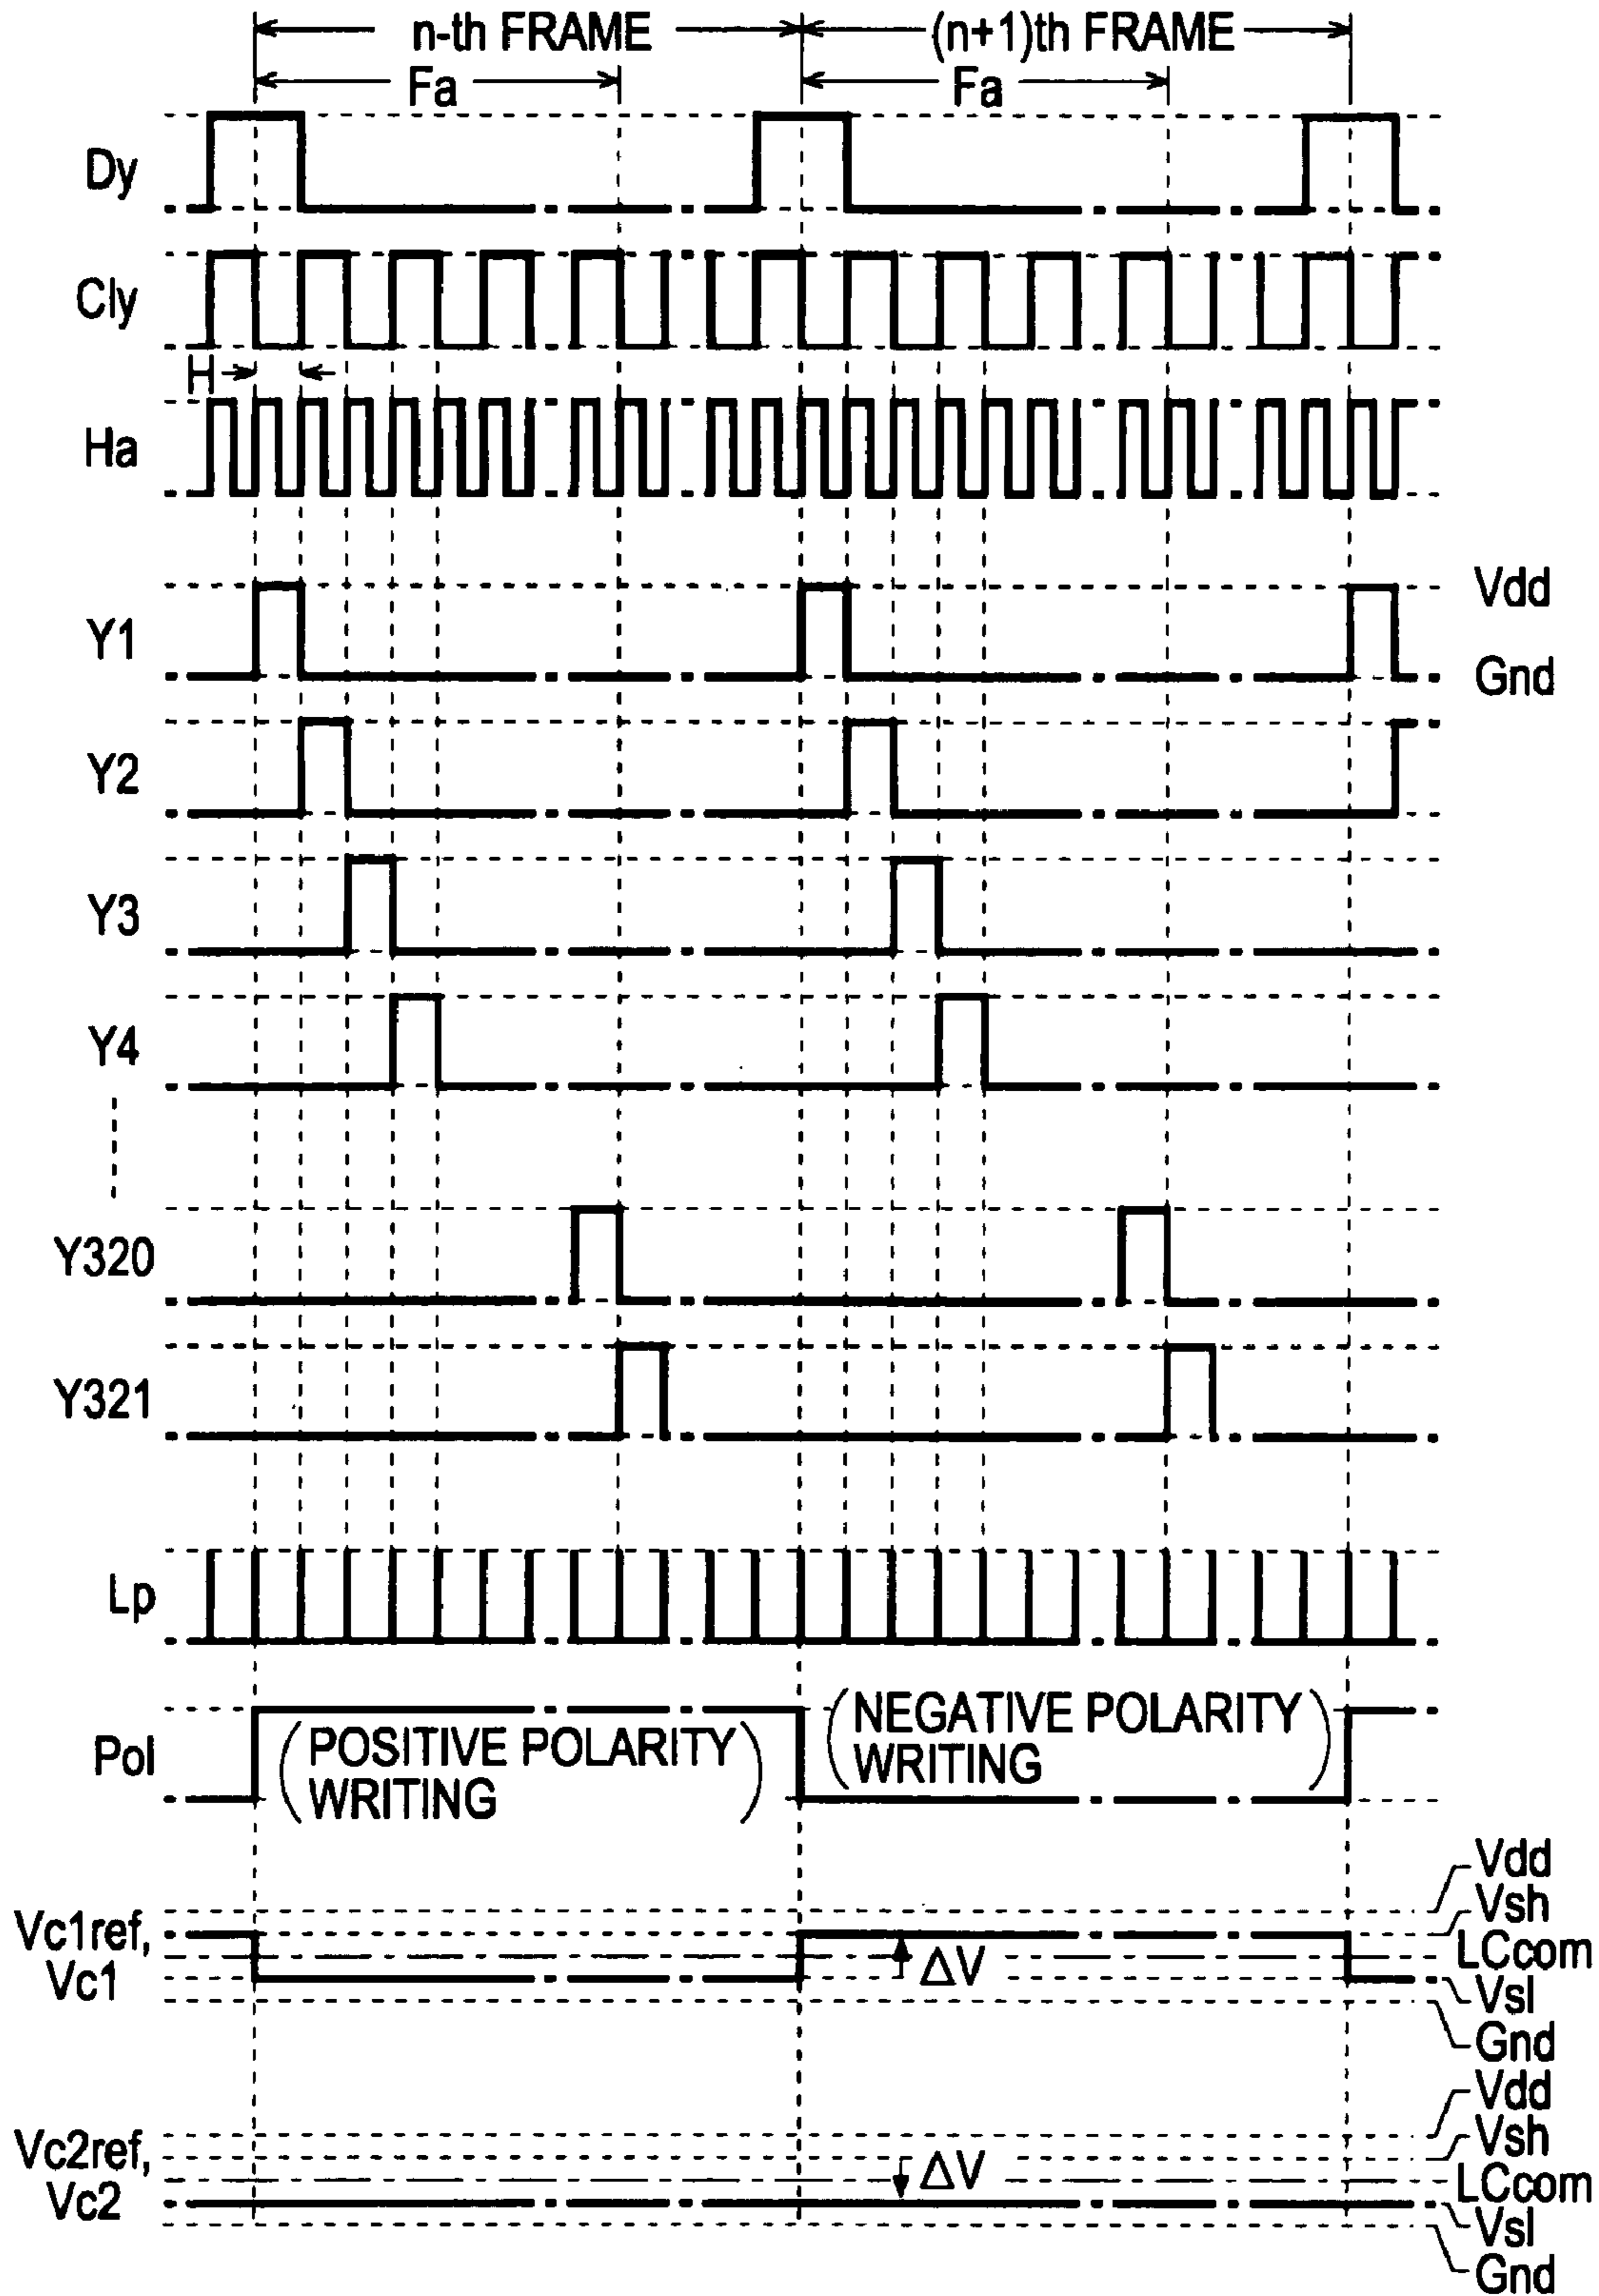 n-th FRAME (n+1)th FRAME
Fa Fa
Dy
Cly
H
Ha
Y1 Vdd
Gnd
Y2
Y3
Y4
Y320
Y321
Lp
Pol (POSITIVE POLARITY WRITING) (NEGATIVE POLARITY WRITING)
Vdd
Vsh
Vc1ref, Vc1 ΔV LCcom
Vsl
Gnd
Vdd
Vsh
Vc2ref, Vc2 ΔV LCcom
Vsl
Gnd